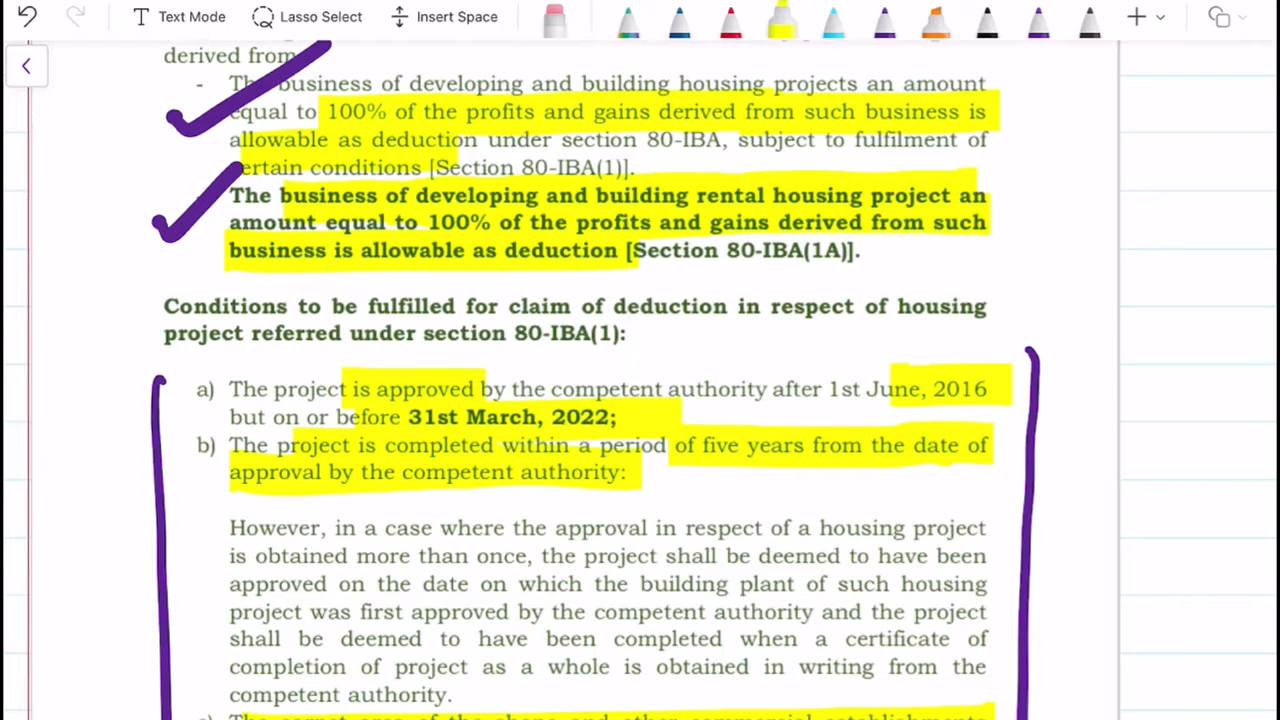 Text Mode Lasso Select Insert Space
derived from
- The business of developing and building housing projects an amount
equal to 100% of the profits and gains derived from such business is
allowable as deduction under section 80-IBA, subject to fulfilment of
certain conditions [Section 80-IBA(1)].
The business of developing and building rental housing project an
amount equal to 100% of the profits and gains derived from such
business is allowable as deduction [Section 80-IBA(1A)].
Conditions to be fulfilled for claim of deduction in respect of housing
project referred under section 80-IBA(1):
a) The project is approved by the competent authority after 1st June, 2016
but on or before 31st March, 2022;
b) The project is completed within a period of five years from the date of
approval by the competent authority:
However, in a case where the approval in respect of a housing project
is obtained more than once, the project shall be deemed to have been
approved on the date on which the building plant of such housing
project was first approved by the competent authority and the project
shall be deemed to have been completed when a certificate of
completion of project as a whole is obtained in writing from the
competent authority.